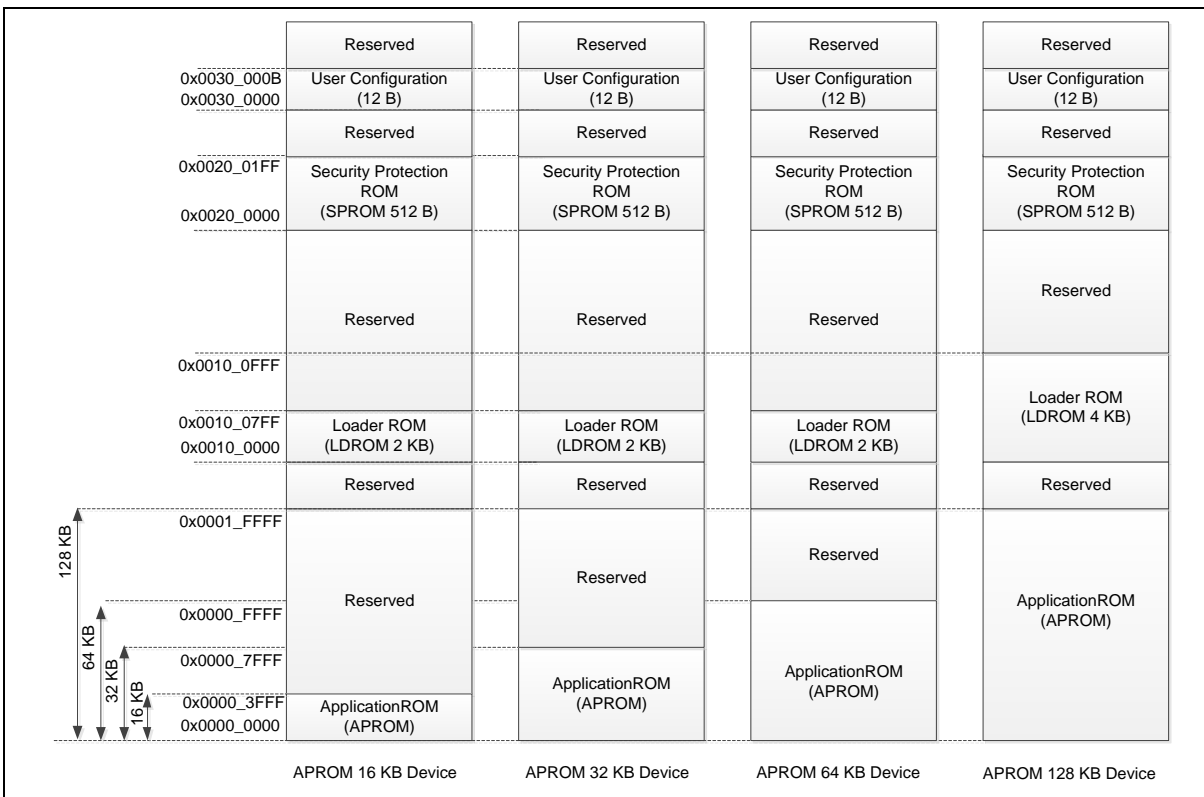 Reserved
Reserved
Reserved
Reserved
0x0030_000B
0x0030_0000
User Configuration
(12 B)
User Configuration
(12 B)
User Configuration
(12 B)
User Configuration
(12 B)
Reserved
Reserved
Reserved
Reserved
0x0020_01FF
0x0020_0000
Security Protection
ROM
(SPROM 512 B)
Security Protection
ROM
(SPROM 512 B)
Security Protection
ROM
(SPROM 512 B)
Security Protection
ROM
(SPROM 512 B)
Reserved
Reserved
Reserved
Reserved
0x0010_0FFF
0x0010_07FF
0x0010_0000
Loader ROM
(LDROM 2 KB)
Loader ROM
(LDROM 2 KB)
Loader ROM
(LDROM 2 KB)
Loader ROM
(LDROM 4 KB)
Reserved
Reserved
Reserved
Reserved
128 KB
64 KB
32 KB
16 KB
0x0001_FFFF
0x0000_FFFF
0x0000_7FFF
0x0000_3FFF
0x0000_0000
Reserved
ApplicationROM
(APROM)
Reserved
ApplicationROM
(APROM)
Reserved
ApplicationROM
(APROM)
ApplicationROM
(APROM)
APROM 16 KB Device
APROM 32 KB Device
APROM 64 KB Device
APROM 128 KB Device